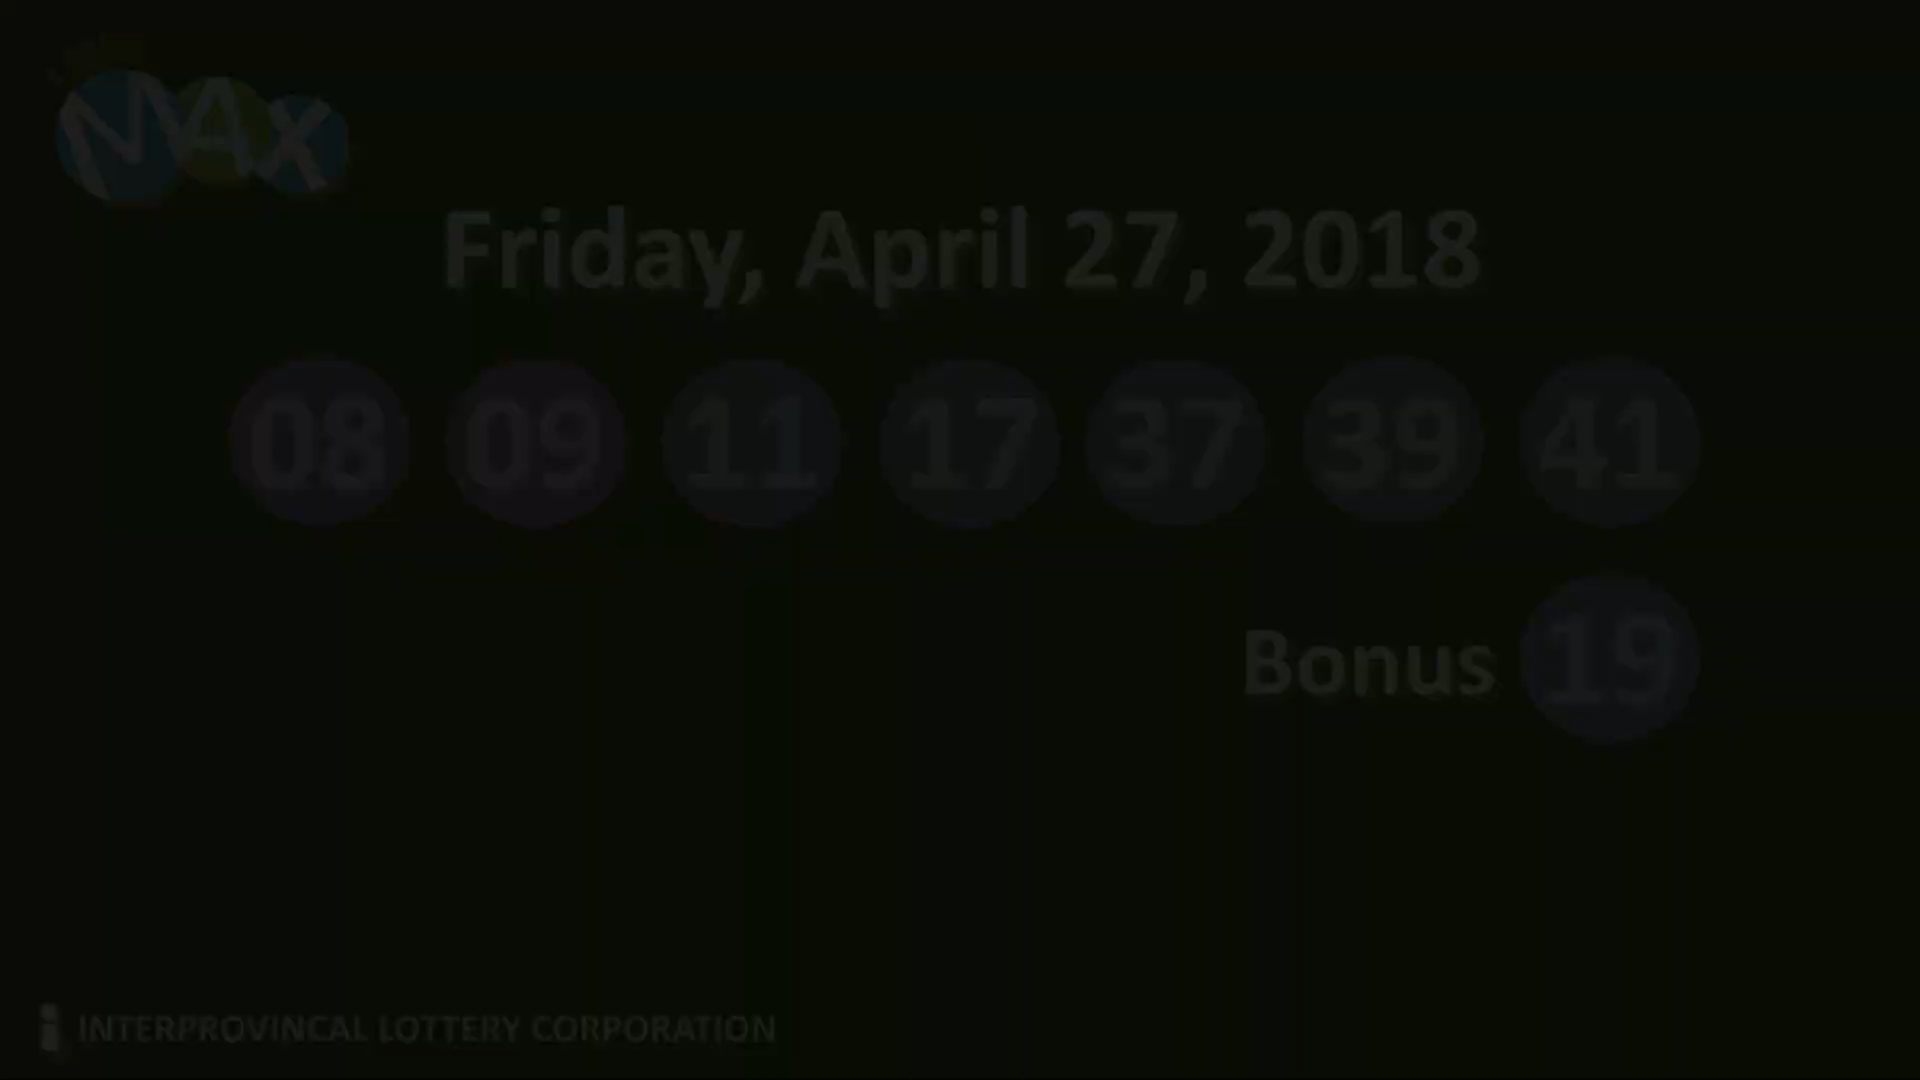 MAX
Friday, April 27, 2018
08 09 11 17 37 39 41
Bonus 19
INTERPROVINCAL LOTTERY CORPORATION